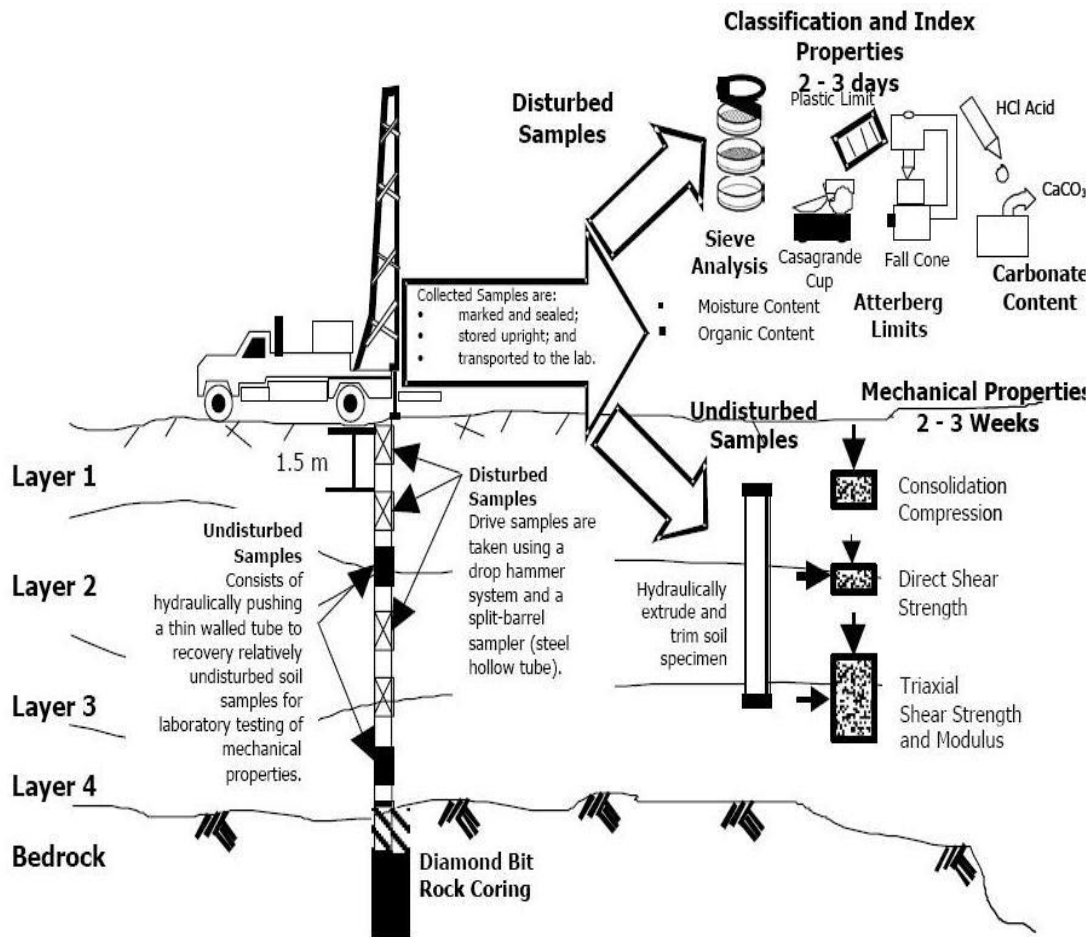 Classification and Index
Properties
2 - 3 days
Disturbed
Samples
Plastic Limit
HCl Acid
CaCO₃
Sieve
Analysis
Casagrande
Cup
Fall Cone
Atterberg
Limits
Carbonate
Content
▪ Moisture Content
▪ Organic Content
Collected Samples are:
• marked and sealed;
• stored upright; and
• transported to the lab.
Mechanical Properties
2 - 3 Weeks
Undisturbed
Samples
1.5 m
Layer 1
Layer 2
Layer 3
Layer 4
Bedrock
Undisturbed
Samples
Consists of
hydraulically pushing
a thin walled tube to
recovery relatively
undisturbed soil
samples for
laboratory testing of
mechanical
properties.
Disturbed
Samples
Drive samples are
taken using a
drop hammer
system and a
split-barrel
sampler (steel
hollow tube).
Hydraulically
extrude and
trim soil
specimen
Consolidation
Compression
Direct Shear
Strength
Triaxial
Shear Strength
and Modulus
Diamond Bit
Rock Coring